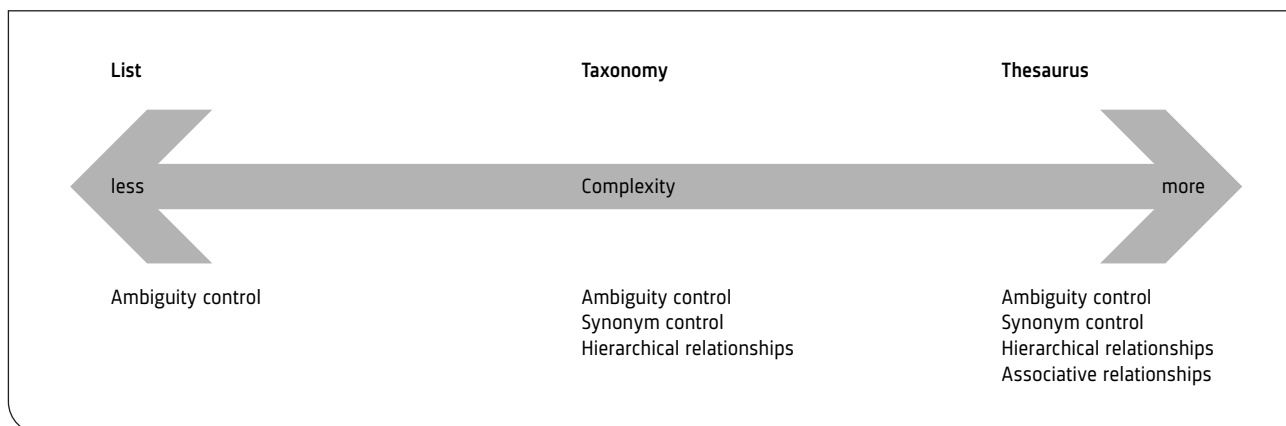 List
Taxonomy
Thesaurus
less
Complexity
more
Ambiguity control
Ambiguity control
Synonym control
Hierarchical relationships
Ambiguity control
Synonym control
Hierarchical relationships
Associative relationships